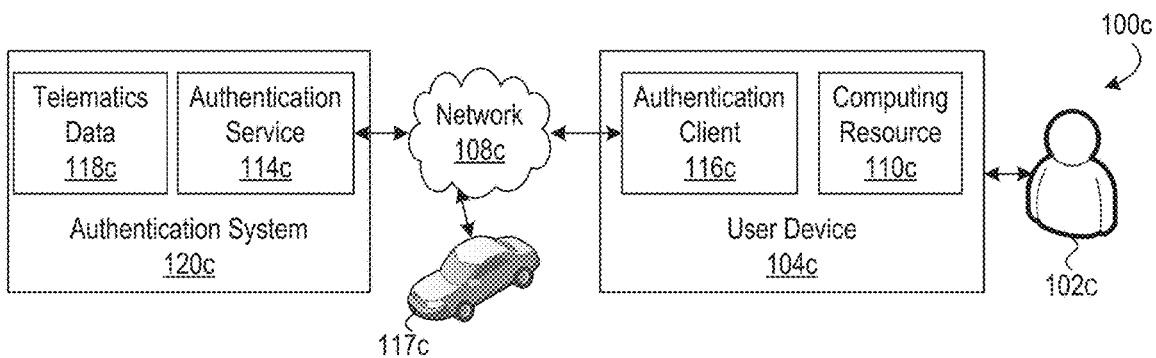 100c
Telematics
Data
118c
Authentication
Service
114c
Authentication System
120c
Network
108c
117c
Authentication
Client
116c
Computing
Resource
110c
User Device
104c
102c